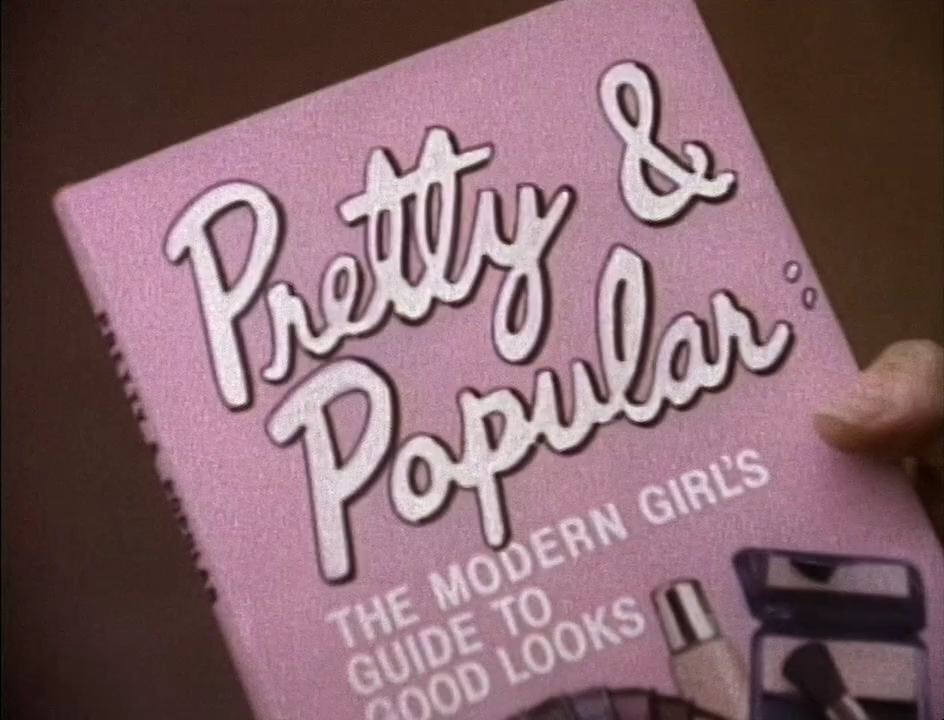 Pretty &
Popular
THE MODERN GIRL'S
GUIDE TO
GOOD LOOKS